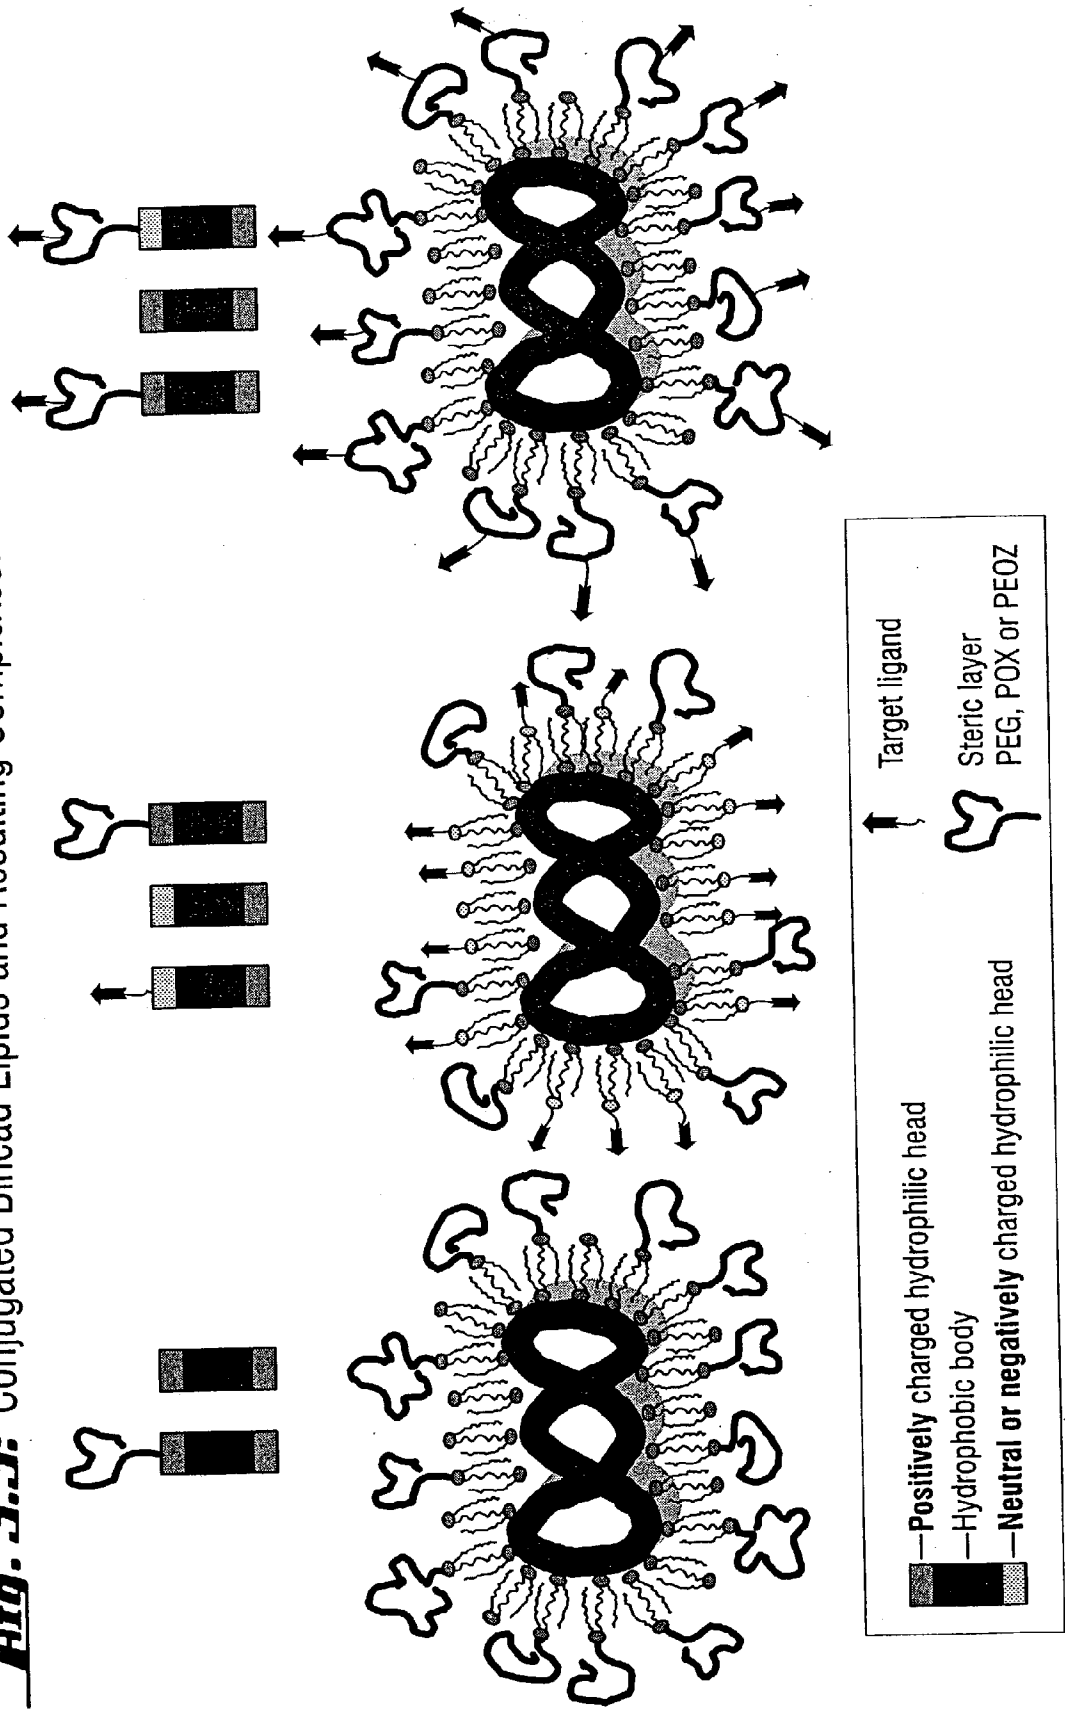 Conjugated Bihead Lipids and Resulting Complexes.
Positively charged hydrophilic head
Hydrophobic body
Neutral or negatively charged hydrophilic head
Target ligand
Steric layer
PEG, POX or PEOZ